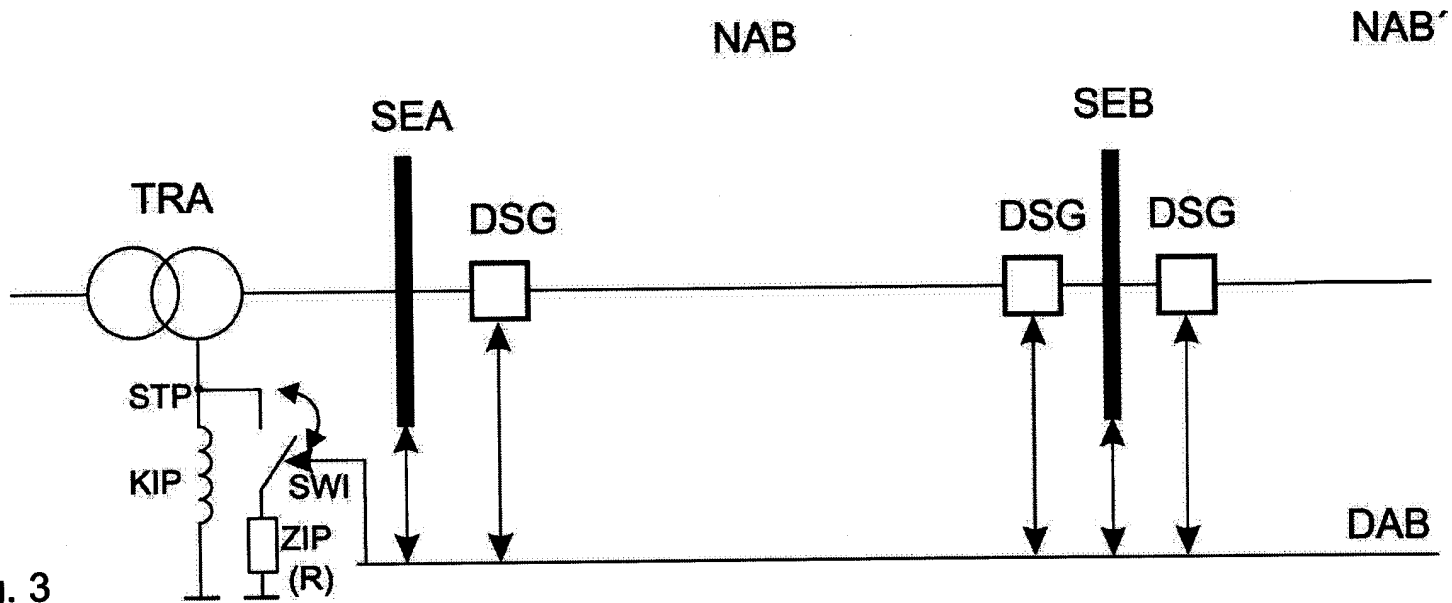 NAB
NAB´
SEA
SEB
TRA
DSG
DSG
DSG
STP
KIP
SWI
ZIP
(R)
DAB
. 3